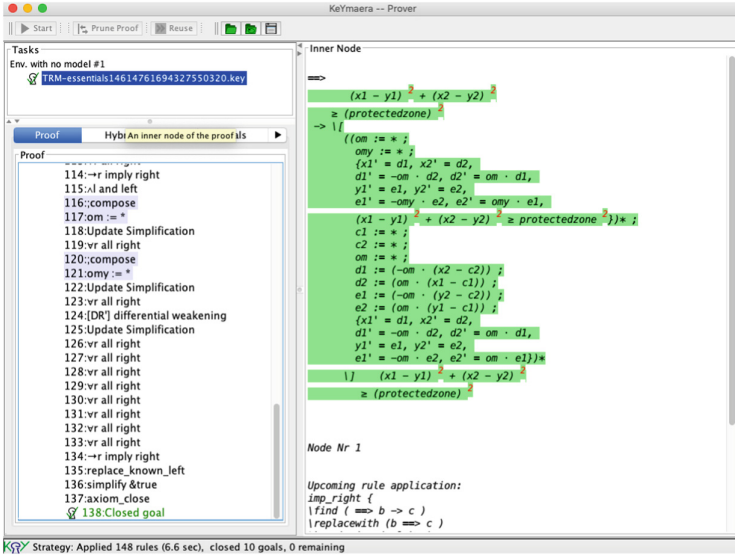 KeYmaera -- Prover
Start
Prune Proof
Reuse
Tasks
Env. with no model #1
TRM-essentials14614761694327550320.key
Proof
An inner node of the proof
Proof
114:→r imply right
115:∧l and left
116:;compose
117:om := *
118:Update Simplification
119:∀r all right
120:;compose
121:omy := *
122:Update Simplification
123:∀r all right
124:[DR'] differential weakening
125:Update Simplification
126:∀r all right
127:∀r all right
128:∀r all right
129:∀r all right
130:∀r all right
131:∀r all right
132:∀r all right
133:∀r all right
134:→r imply right
135:replace_known_left
136:simplify &true
137:axiom_close
138:Closed goal
Inner Node
==>
(x1 − y1) 2 + (x2 − y2) 2
≥ (protectedzone) 2
-> \[
((om := * ;
omy := * ;
{x1' = d1, x2' = d2,
d1' = −om · d2, d2' = om · d1,
y1' = e1, y2' = e2,
e1' = −omy · e2, e2' = omy · e1,
(x1 − y1) 2 + (x2 − y2) 2 ≥ protectedzone 2})* ;
c1 := * ;
c2 := * ;
om := * ;
d1 := (−om · (x2 − c2)) ;
d2 := (om · (x1 − c1)) ;
e1 := (−om · (y2 − c2)) ;
e2 := (om · (y1 − c1)) ;
{x1' = d1, x2' = d2,
d1' = −om · d2, d2' = om · d1,
y1' = e1, y2' = e2,
e1' = −om · e2, e2' = om · e1})*
\] (x1 − y1) 2 + (x2 − y2) 2
≥ (protectedzone) 2
Node Nr 1
Upcoming rule application:
imp_right {
\find ( ==> b -> c )
\replacewith (b ==> c )
KeY Strategy: Applied 148 rules (6.6 sec), closed 10 goals, 0 remaining